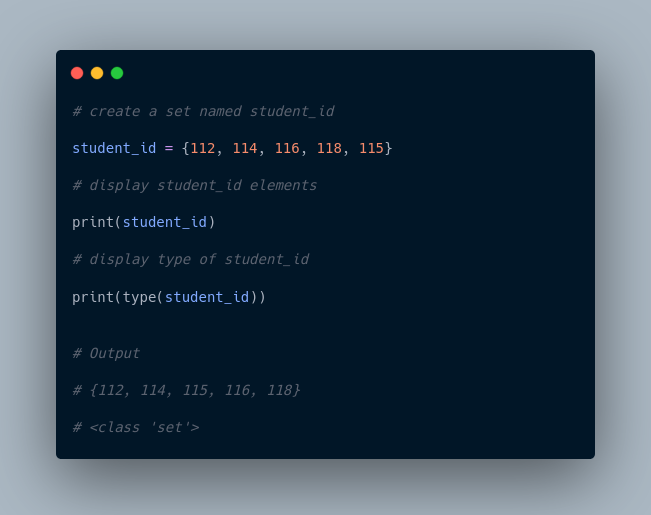 # create a set named student_id
student_id = {112, 114, 116, 118, 115}
# display student_id elements
print(student_id)
# display type of student_id
print(type(student_id))
# Output
# {112, 114, 115, 116, 118}
# <class 'set'>